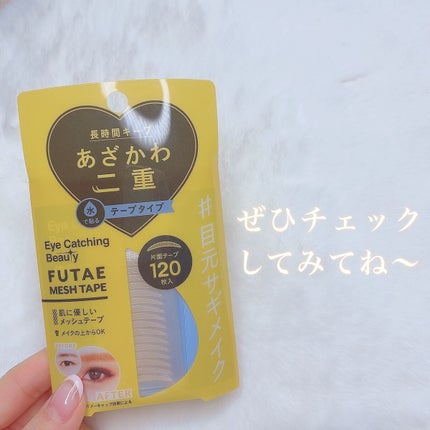 長時間キープ
あざかわ
二重
水
で貼る
テープタイプ
Eye Catching
Beauty
FUTAE
MESH TAPE
肌に優しい
メッシュテープ
メイクの上からOK
片面テープ
120
枚入
#目元サギメイク
BEFORE
AFTER
ぜひチェック
してみてね〜